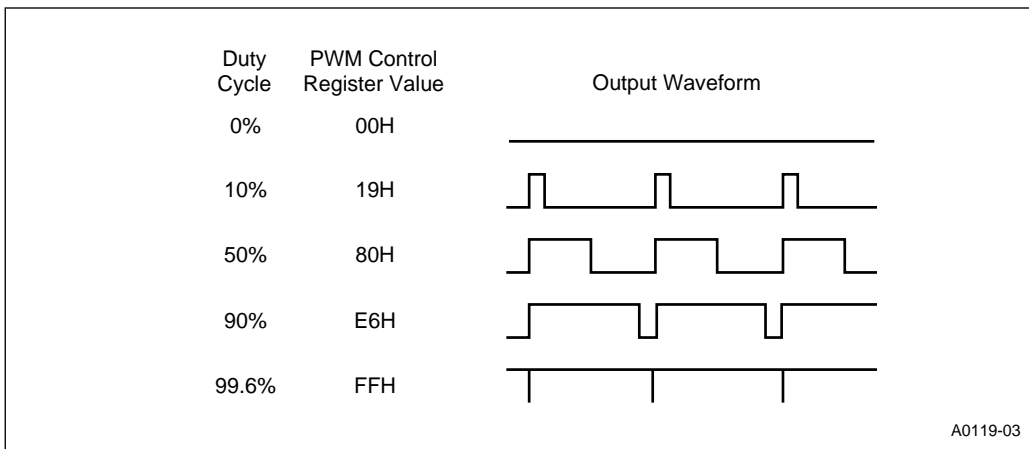 Duty Cycle PWM Control Register Value Output Waveform
0% 00H
10% 19H
50% 80H
90% E6H
99.6% FFH
A0119-03